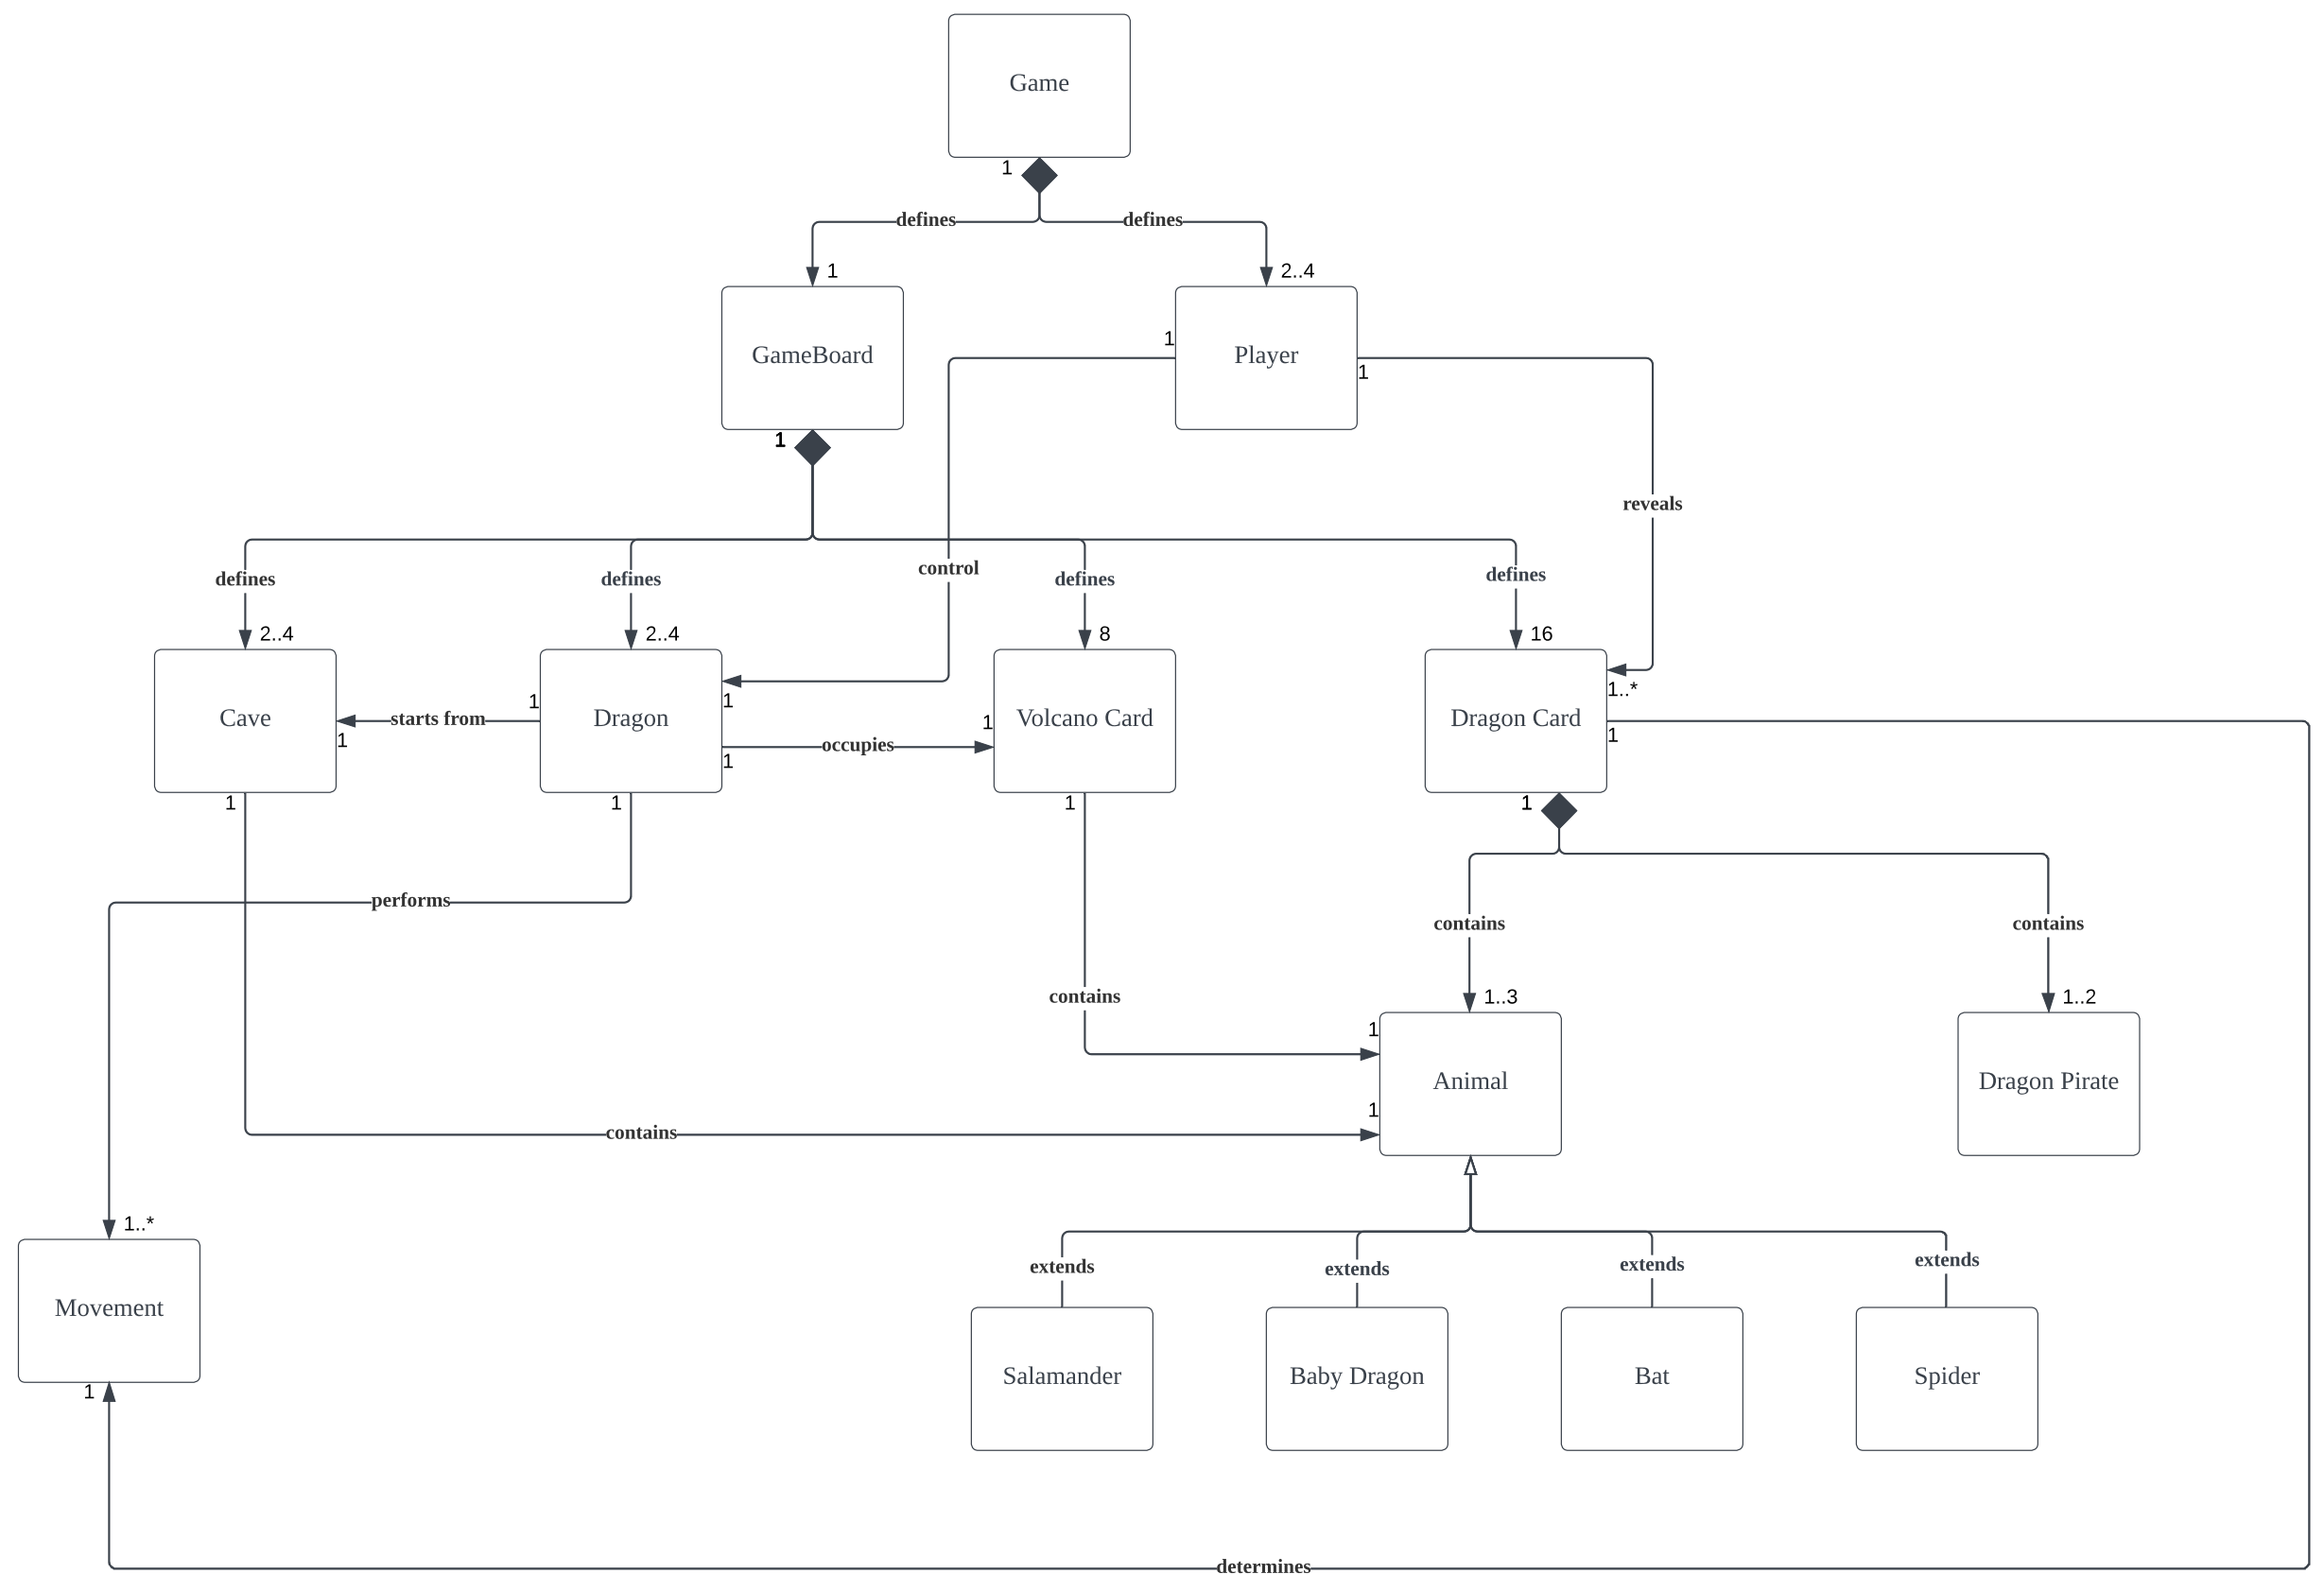 Game
1
defines
defines
1
2..4
GameBoard
1
Player
1
1
reveals
control
defines
defines
defines
defines
2..4
2..4
8
16
Cave
1
starts from
1
Dragon
1
occupies
1
1
Volcano Card
Dragon Card
1..*
1
1
1
1
1
performs
contains
contains
contains
1..3
1..2
1
Animal
1
Dragon Pirate
contains
1..*
Movement
1
extends
extends
extends
extends
Salamander
Baby Dragon
Bat
Spider
determines